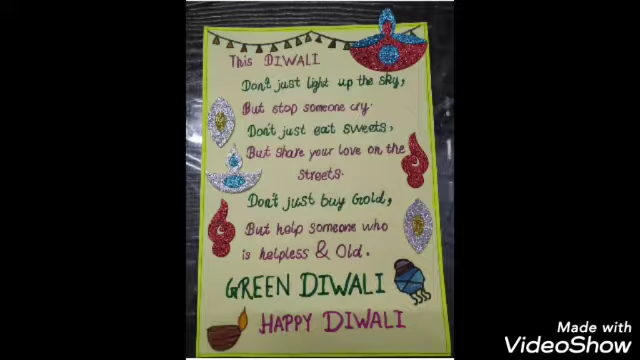 This DIWALI
Don't just light up the sky,
But stop someone cry.
Don't just eat sweets,
But share your love on the
streets.
Don't just buy Gold,
But help someone who
is helpless & Old.
GREEN DIWALI
HAPPY DIWALI
Made with
VideoShow